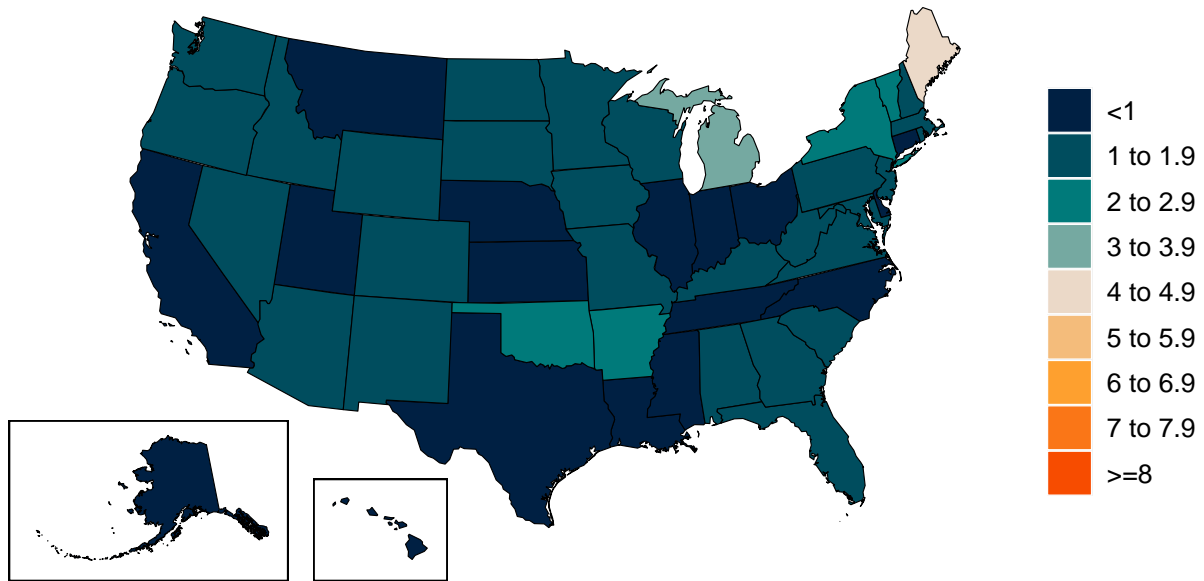 <1
1 to 1.9
2 to 2.9
3 to 3.9
4 to 4.9
5 to 5.9
6 to 6.9
7 to 7.9
>=8